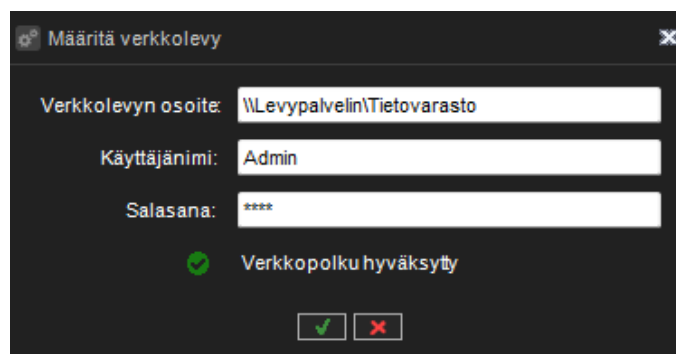 Määritä verkkolevy
Verkkolevyn osoite: \\Levypalvelin\Tietovarasto
Käyttäjänimi: Admin
Salasana: ****
Verkkopolku hyväksytty